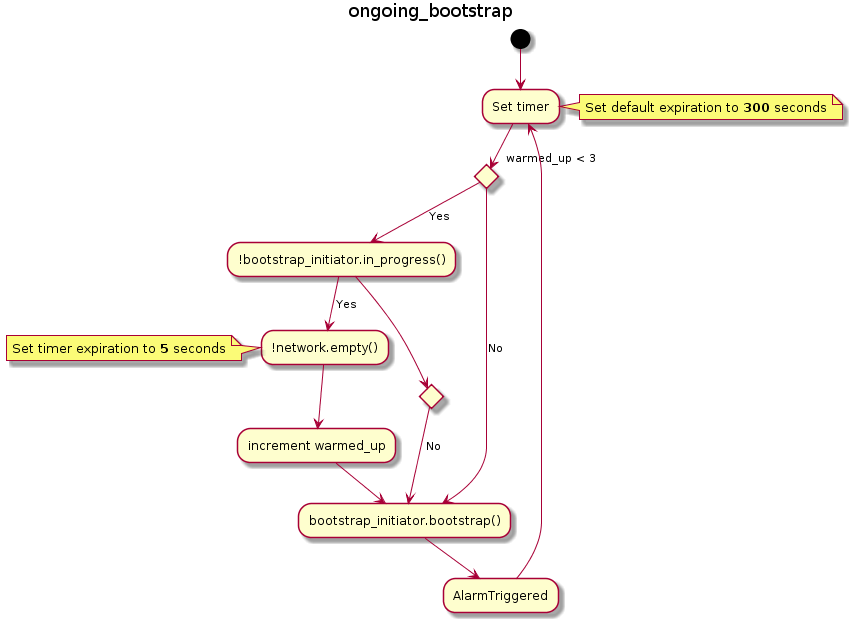 ongoing_bootstrap
Set timer
Set default expiration to 300 seconds
warmed_up < 3
Yes
!bootstrap_initiator.in_progress()
Yes
Set timer expiration to 5 seconds
!network.empty()
No
increment warmed_up
No
bootstrap_initiator.bootstrap()
AlarmTriggered